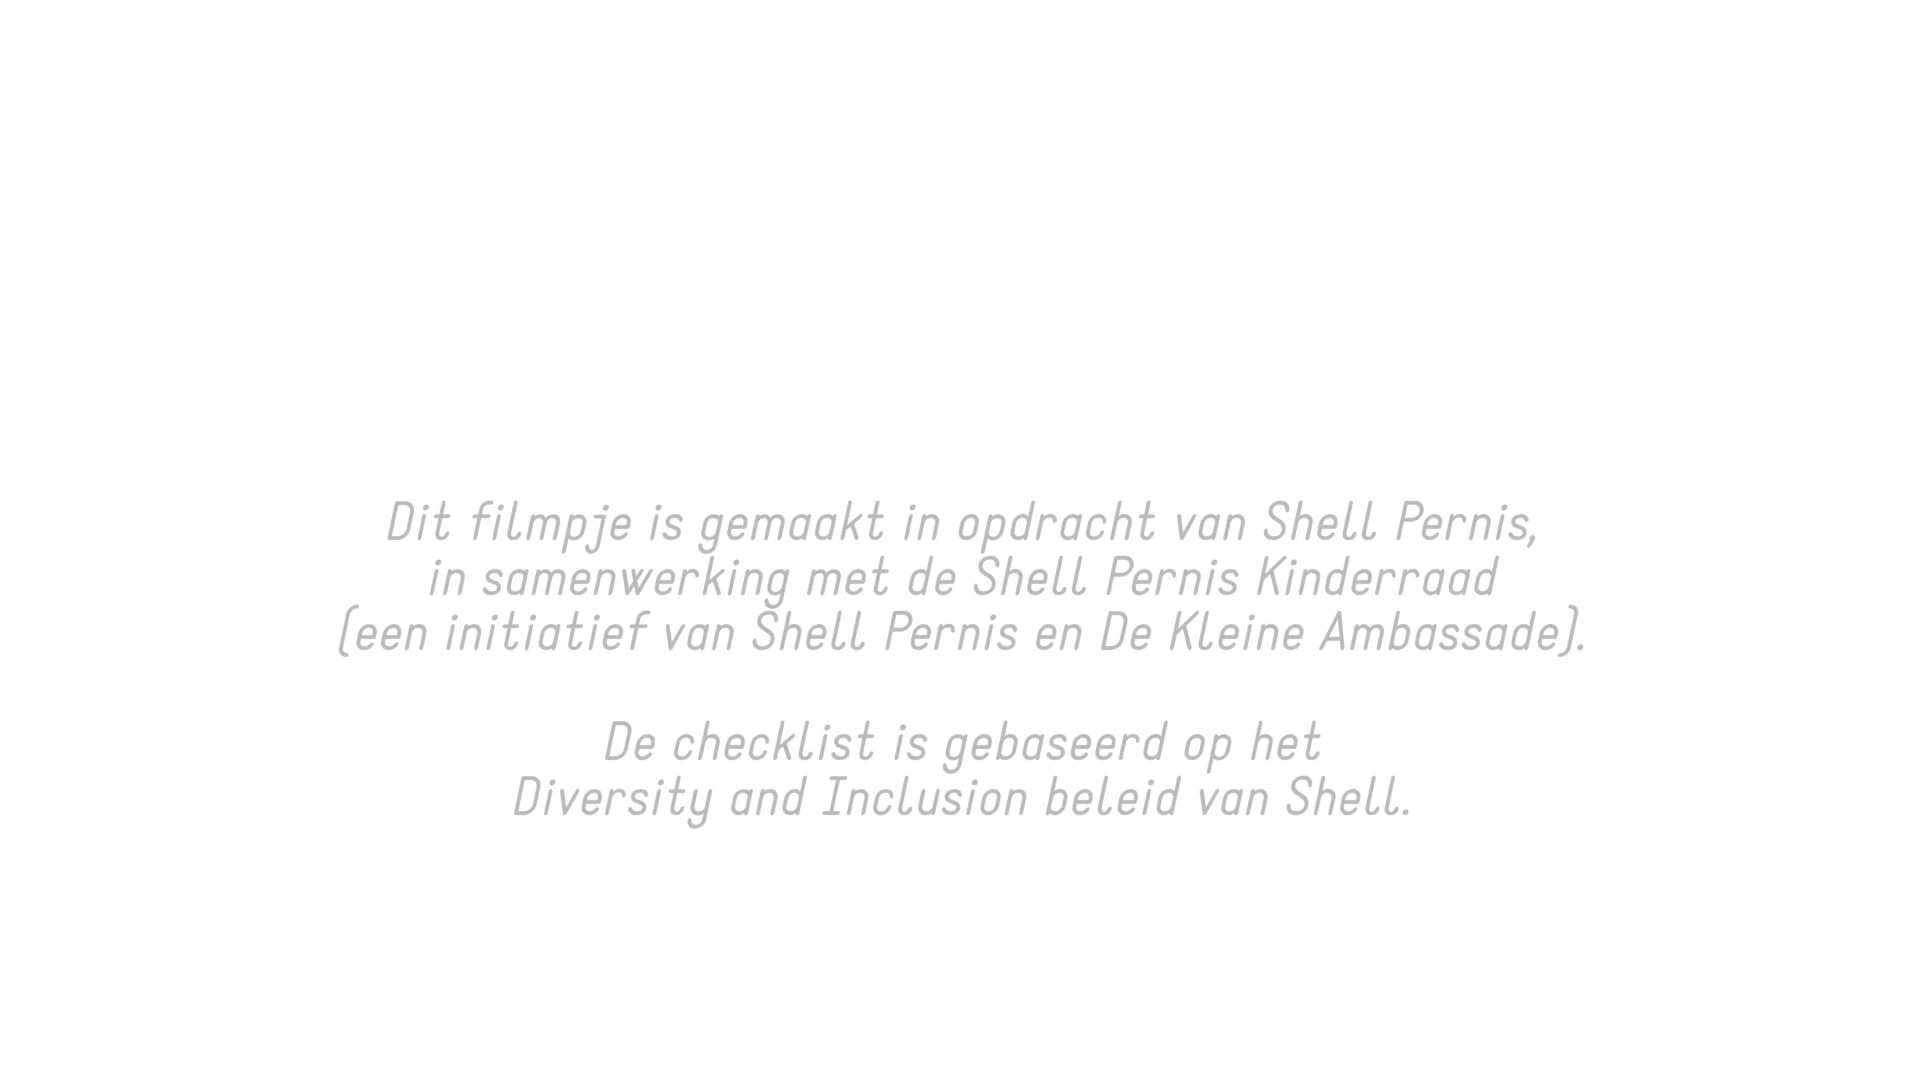 Dit filmpje is gemaakt in opdracht van Shell Pernis,
in samenwerking met de Shell Pernis Kinderraad
(een initiatief van Shell Pernis en De Kleine Ambassade).
De checklist is gebaseerd op het
Diversity and Inclusion beleid van Shell.